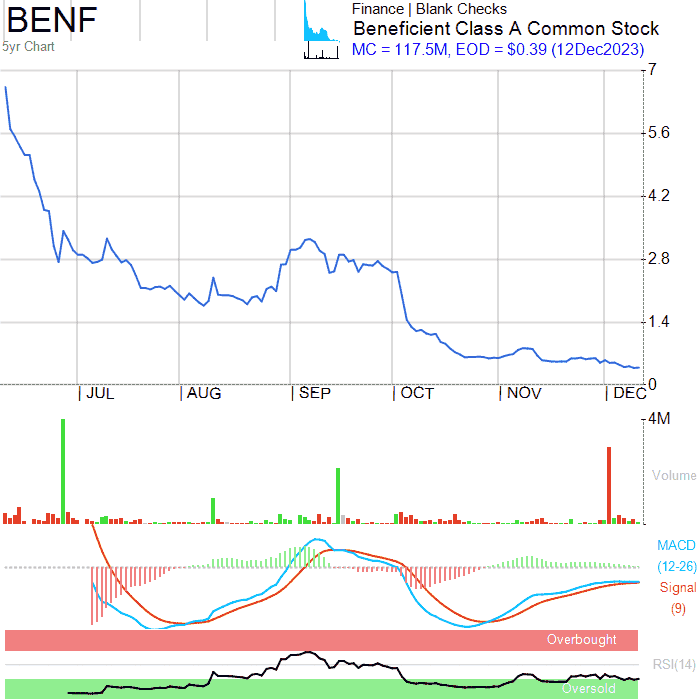 BENF
5yr Chart
Finance | Blank Checks
Beneficient Class A Common Stock
MC = 117.5M, EOD = $0.39 (12Dec2023)
7
5.6
4.2
2.8
1.4
0
| JUL | AUG | SEP | OCT | NOV | DEC
4M
Volume
MACD
(12-26)
Signal
(9)
Overbought
RSI(14)
Oversold